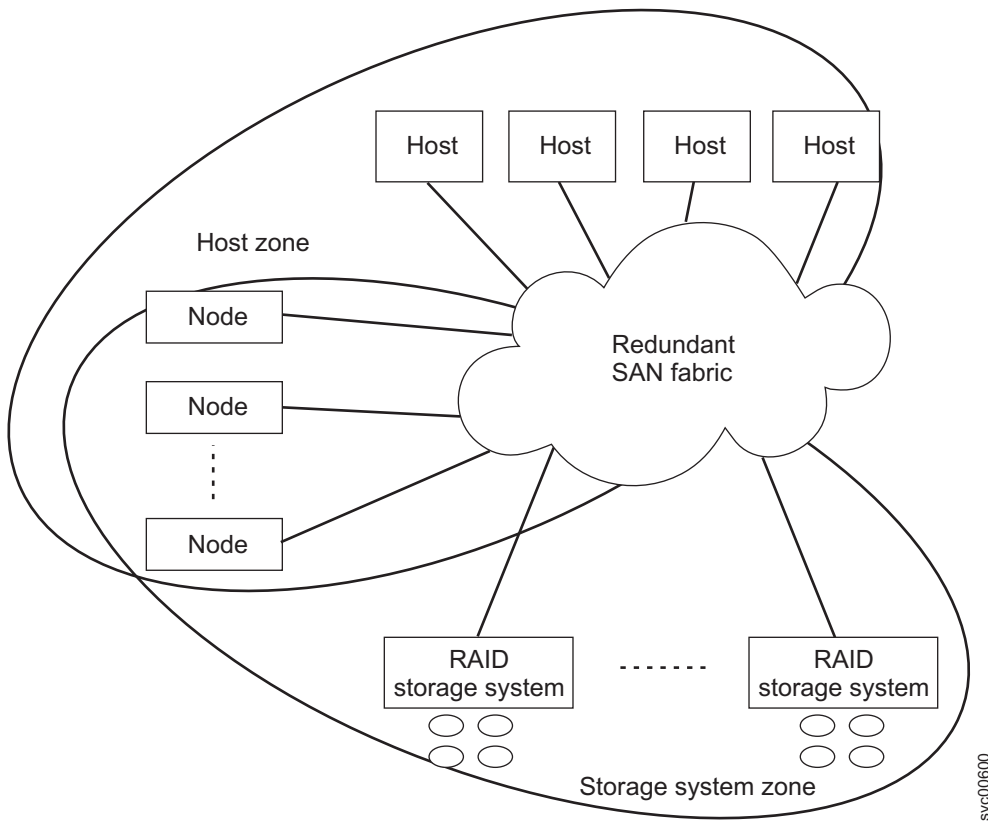 Host
Host
Host
Host
Host zone
Node
Redundant
SAN fabric
Node
Node
RAID
storage system
RAID
storage system
Storage system zone
svc00600